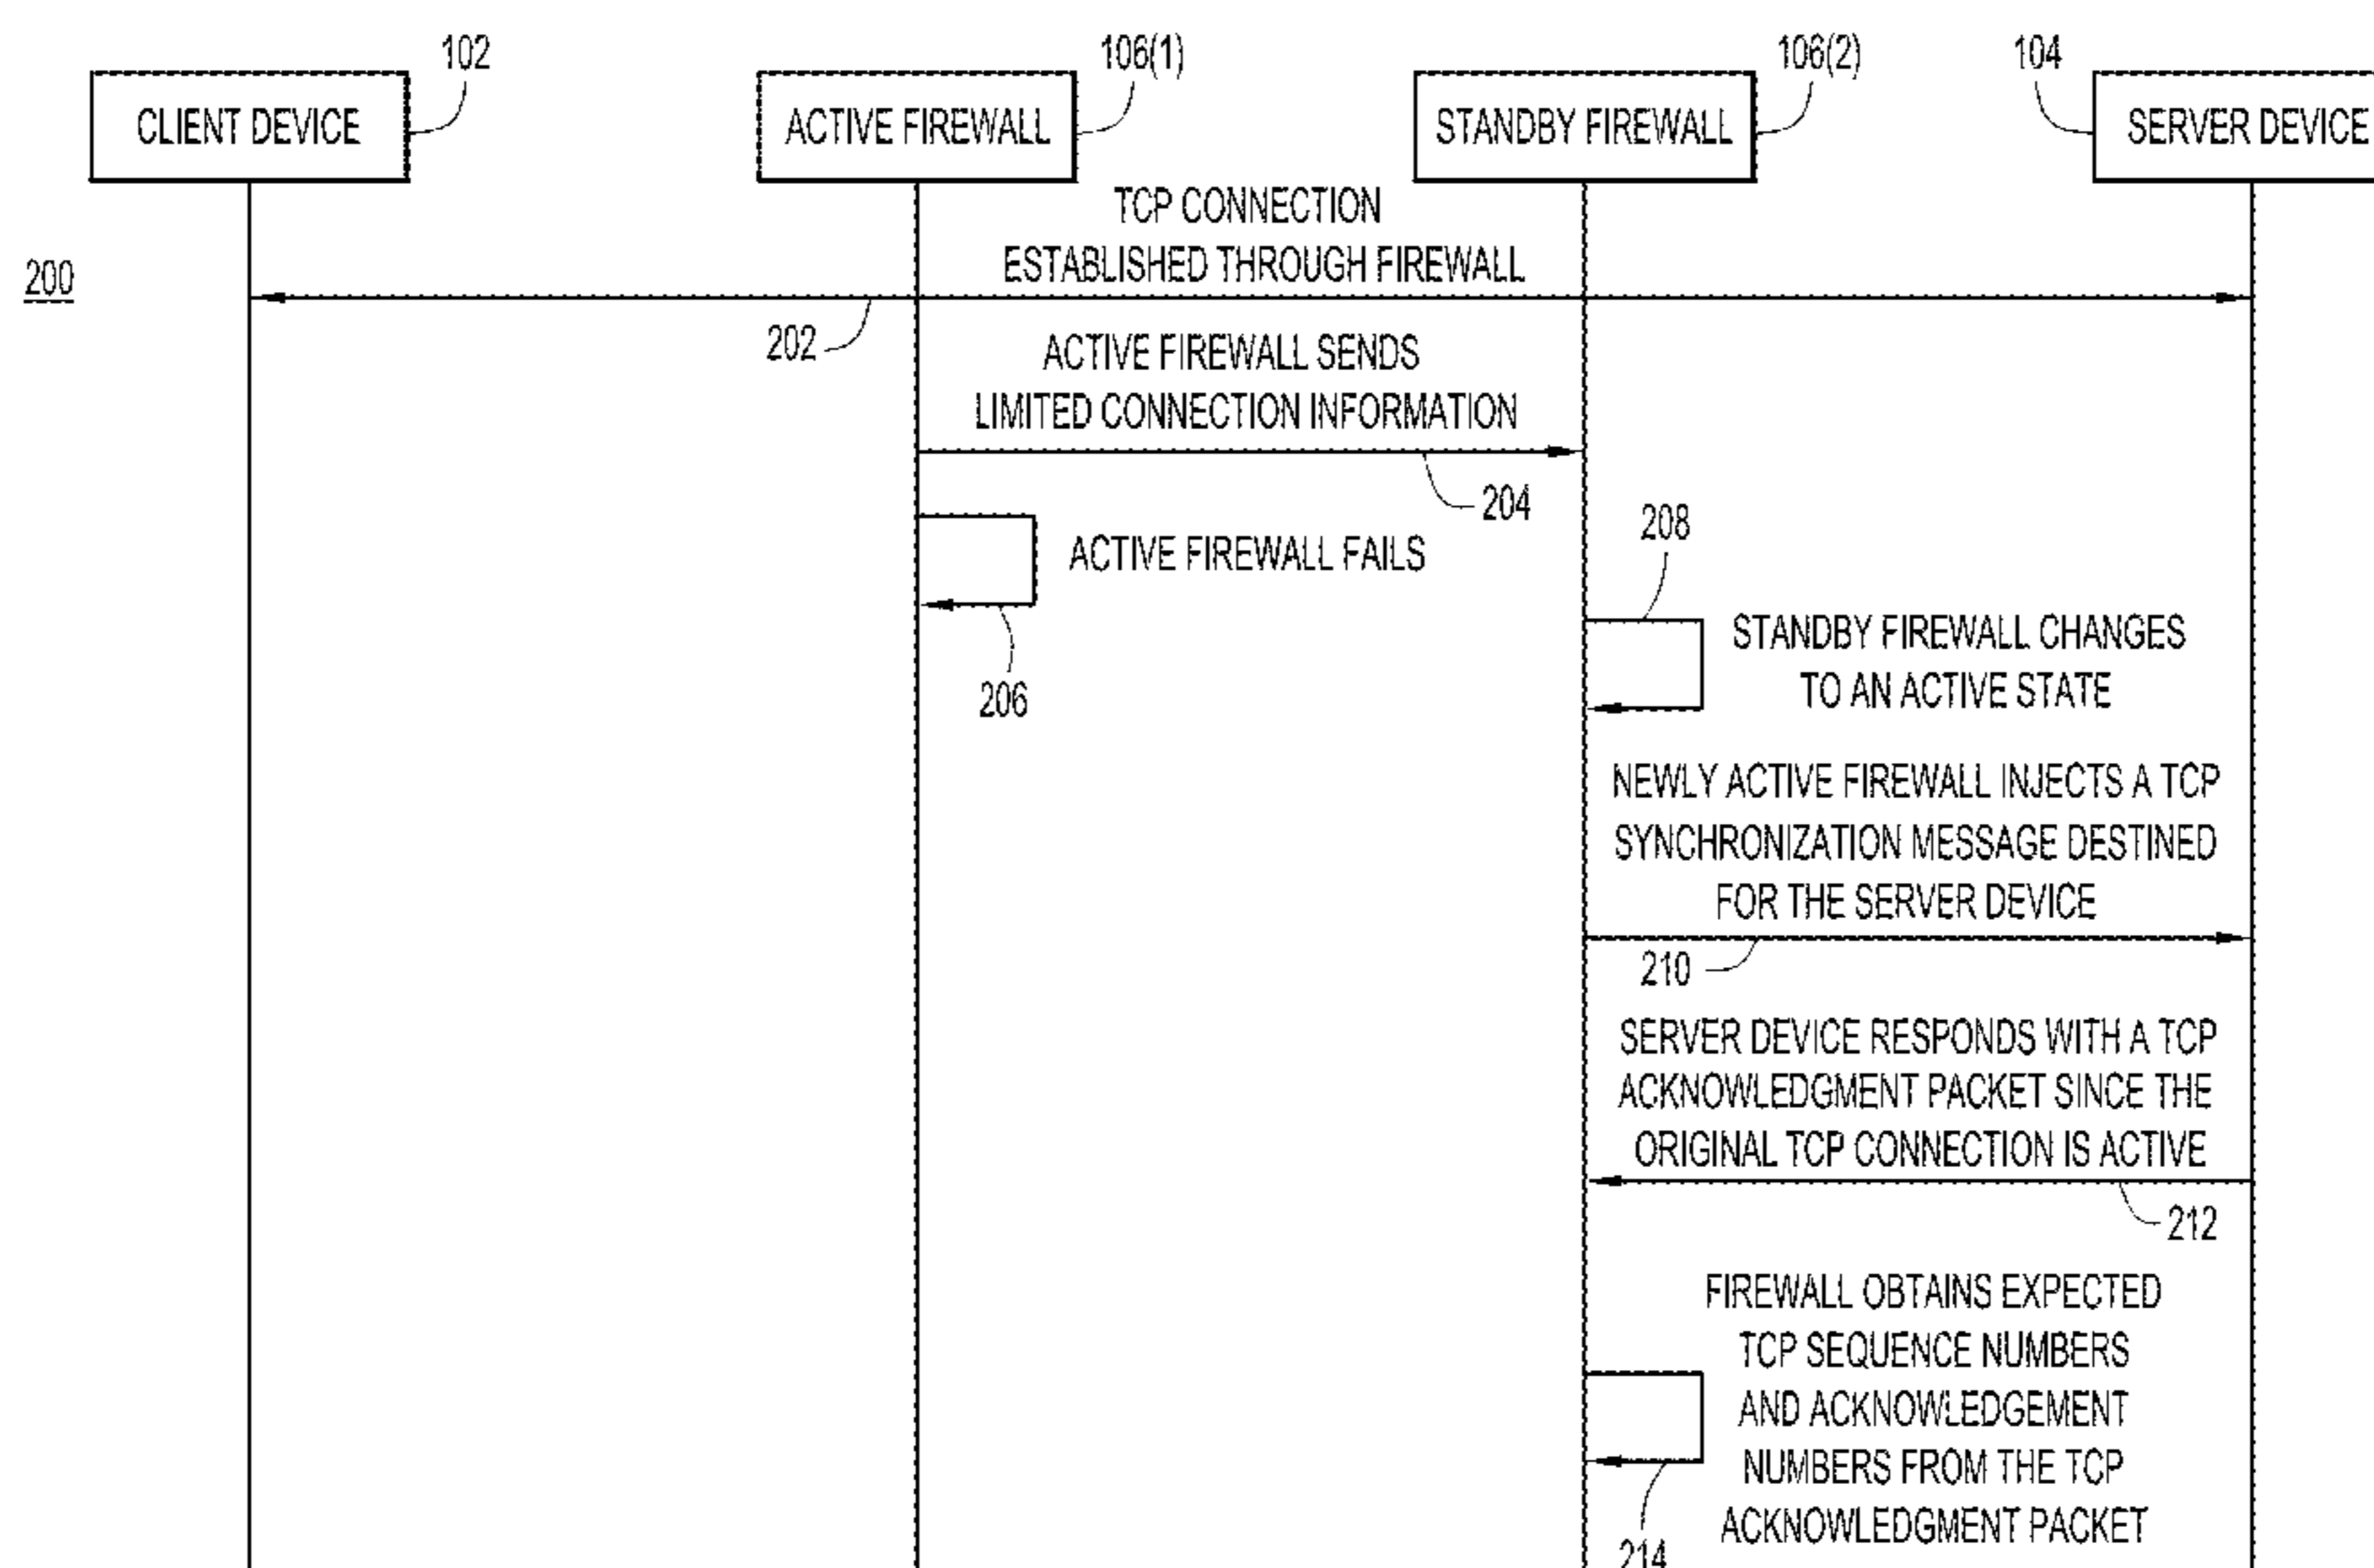 102
106(1)
106(2)
104
CLIENT DEVICE
ACTIVE FIREWALL
STANDBY FIREWALL
SERVER DEVICE
200
TCP CONNECTION
ESTABLISHED THROUGH FIREWALL
202
ACTIVE FIREWALL SENDS
LIMITED CONNECTION INFORMATION
204
ACTIVE FIREWALL FAILS
206
208
STANDBY FIREWALL CHANGES
TO AN ACTIVE STATE
NEWLY ACTIVE FIREWALL INJECTS A TCP
SYNCHRONIZATION MESSAGE DESTINED
FOR THE SERVER DEVICE
210
SERVER DEVICE RESPONDS WITH A TCP
ACKNOWLEDGMENT PACKET SINCE THE
ORIGINAL TCP CONNECTION IS ACTIVE
212
FIREWALL OBTAINS EXPECTED
TCP SEQUENCE NUMBERS
AND ACKNOWLEDGEMENT
NUMBERS FROM THE TCP
ACKNOWLEDGMENT PACKET
214